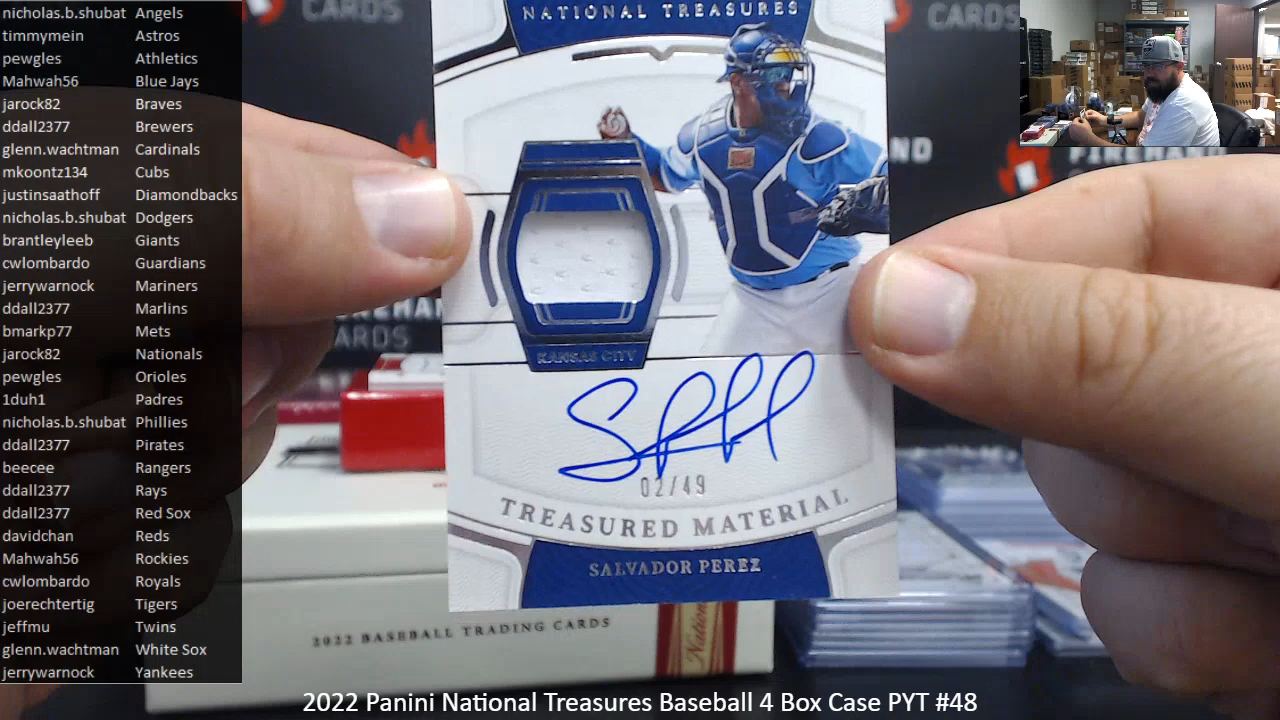 nicholas.b.shubat Angels
timmymein Astros
pewgles Athletics
Mahwah56 Blue Jays
jarock82 Braves
ddall2377 Brewers
glenn.wachtman Cardinals
mkoontz134 Cubs
justinsaathoff Diamondbacks
nicholas.b.shubat Dodgers
brantleyleeb Giants
cwlombardo Guardians
jerrywarnock Mariners
ddall2377 Marlins
bmarkp77 Mets
jarock82 Nationals
pewgles Orioles
1duh1 Padres
nicholas.b.shubat Phillies
ddall2377 Pirates
beecee Rangers
ddall2377 Rays
ddall2377 Red Sox
davidchan Reds
Mahwah56 Rockies
cwlombardo Royals
joerechtertig Tigers
jeffmu Twins
glenn.wachtman White Sox
jerrywarnock Yankees
CARDS
CARDS
NATIONAL TREASURES
KANSAS CITY
CARDS
02/49
TREASURED MATERIAL
SALVADOR PEREZ
2022 BASEBALL TRADING CARDS
2022 Panini National Treasures Baseball 4 Box Case PYT #48